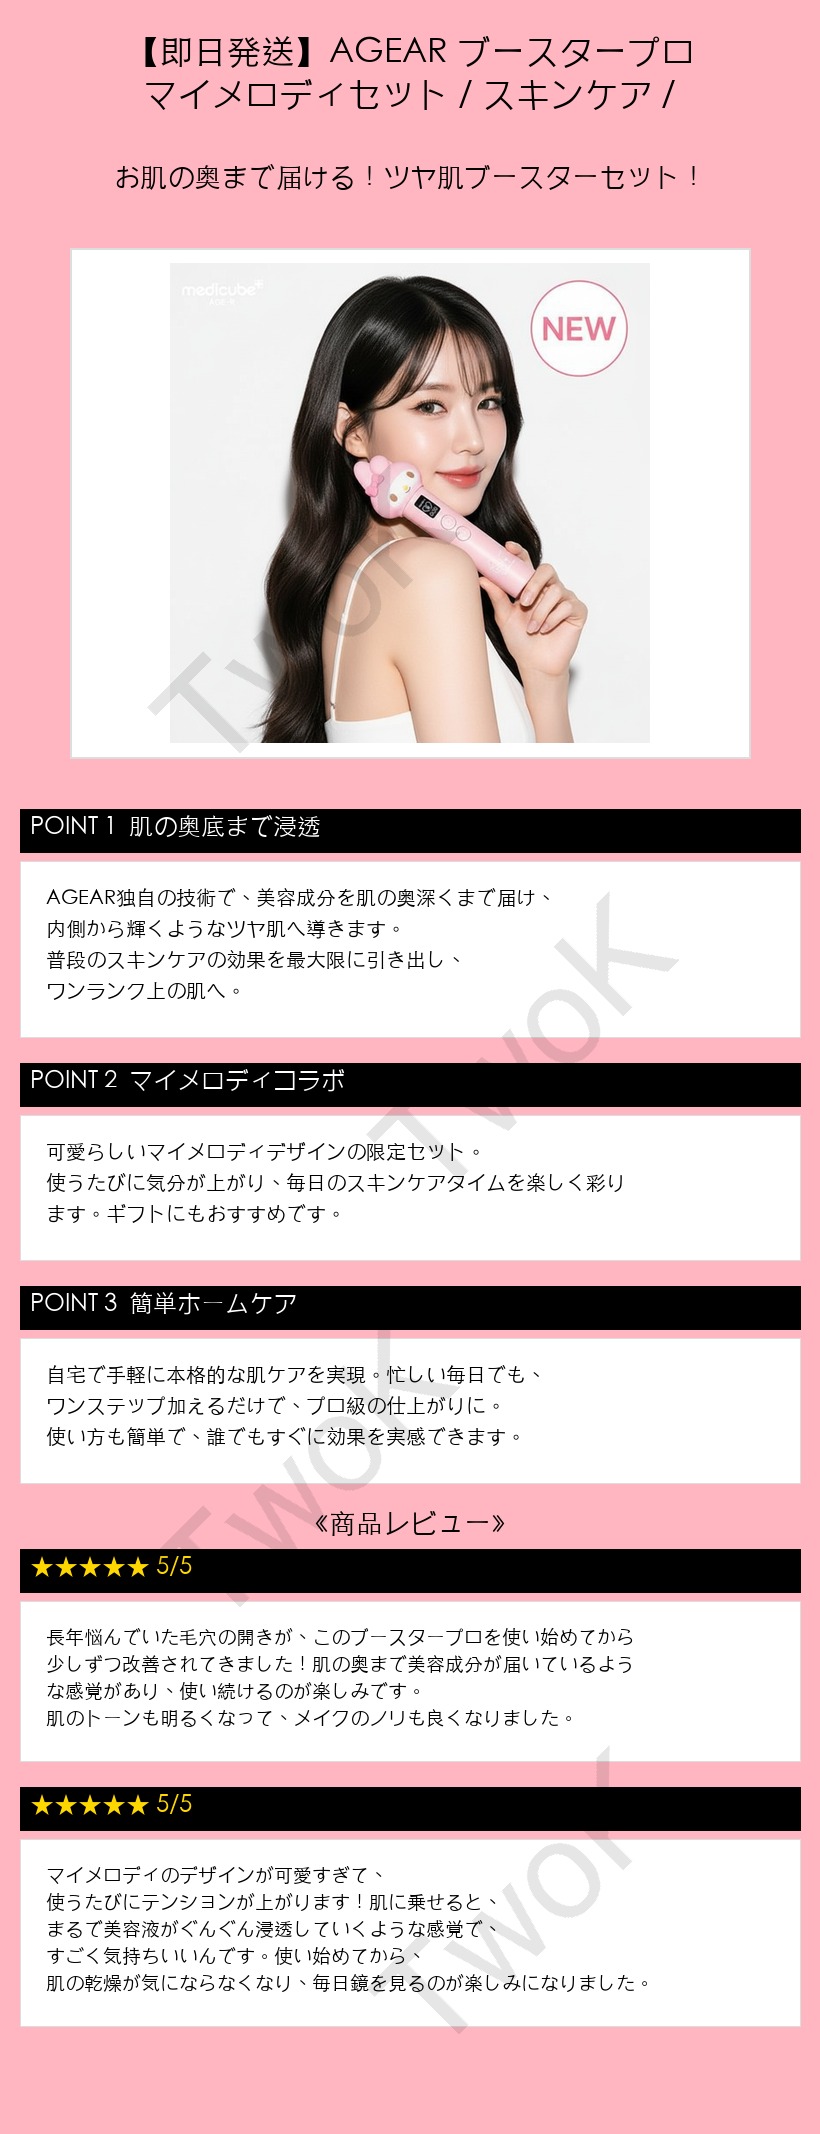 【即日発送】AGEAR ブースタープロ
マイメロディセット / スキンケア /
お肌の奥まで届ける！ツヤ肌ブースターセット！
medicube
AGE-R
NEW
TwoK
POINT 1 肌の奥底まで浸透
AGEAR独自の技術で、美容成分を肌の奥深くまで届け、
内側から輝くようなツヤ肌へ導きます。
普段のスキンケアの効果を最大限に引き出し、
ワンランク上の肌へ。
TwoK
POINT 2 マイメロディコラボ
可愛らしいマイメロディデザインの限定セット。
使うたびに気分が上がり、毎日のスキンケアタイムを楽しく彩り
ます。ギフトにもおすすめです。
POINT 3 簡単ホームケア
自宅で手軽に本格的な肌ケアを実現。忙しい毎日でも、
ワンステップ加えるだけで、プロ級の仕上がりに。
使い方も簡単で、誰でもすぐに効果を実感できます。
TwoK
《商品レビュー》
★★★★★ 5/5
長年悩んでいた毛穴の開きが、このブースタープロを使い始めてから
少しずつ改善されてきました！肌の奥まで美容成分が届いているよう
な感覚があり、使い続けるのが楽しみです。
肌のトーンも明るくなって、メイクのノリも良くなりました。
★★★★★ 5/5
マイメロディのデザインが可愛すぎて、
使うたびにテンションが上がります！肌に乗せると、
まるで美容液がぐんぐん浸透していくような感覚で、
すごく気持ちいいんです。使い始めてから、
肌の乾燥が気にならなくなり、毎日鏡を見るのが楽しみになりました。
TwoK